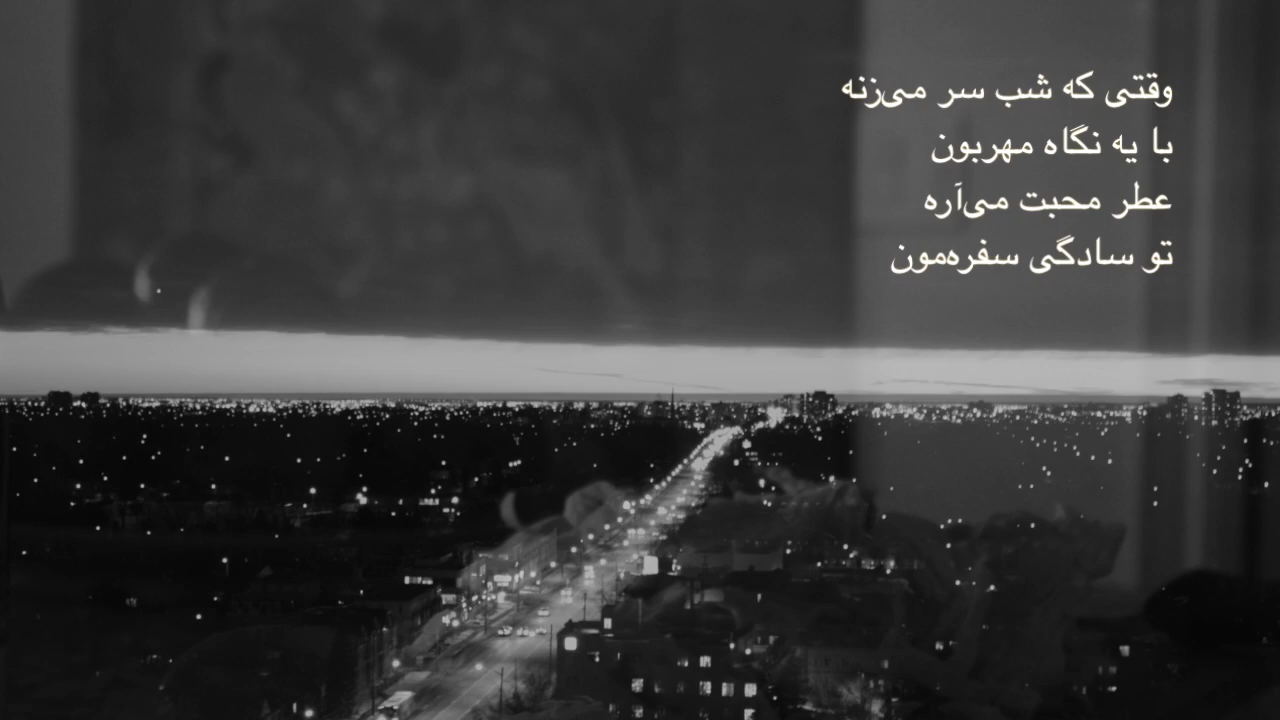 وقتی که شب سر می‌زنه
با یه نگاه مهربون
عطر محبت می‌آره
تو سادگی سفره‌مون